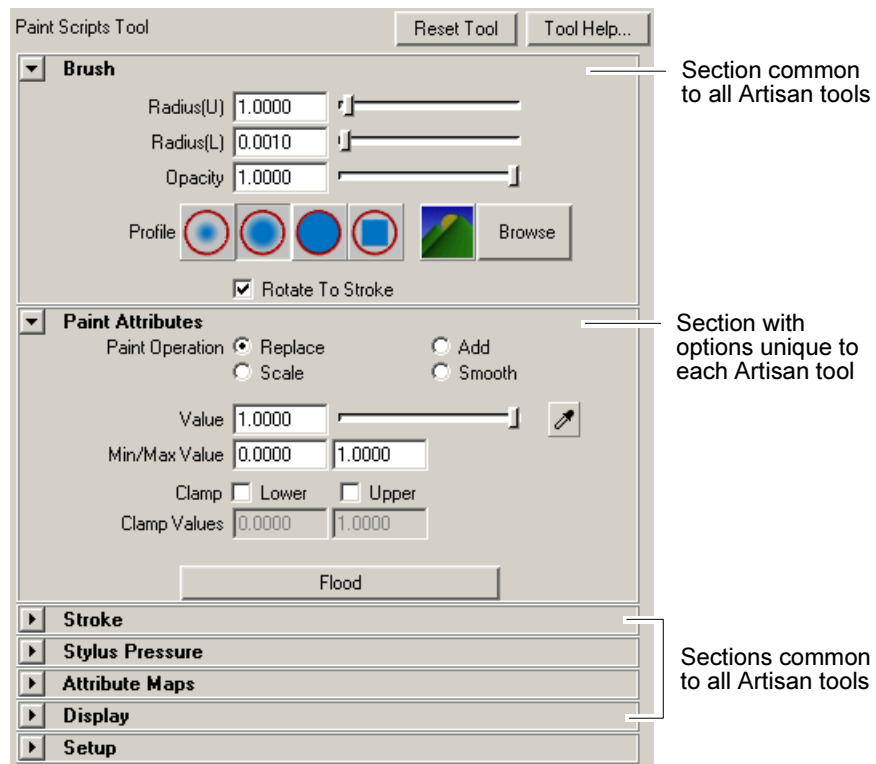 Paint Scripts Tool Reset Tool Tool Help...
Brush
Section common
to all Artisan tools
Radius(U) 1.0000
Radius(L) 0.0010
Opacity 1.0000
Profile Browse
Rotate To Stroke
Paint Attributes
Section with
options unique to
each Artisan tool
Paint Operation Replace Add
Scale Smooth
Value 1.0000
Min/Max Value 0.0000 1.0000
Clamp Lower Upper
Clamp Values 0.0000 1.0000
Flood
Stroke
Stylus Pressure
Attribute Maps
Display
Setup
Sections common
to all Artisan tools